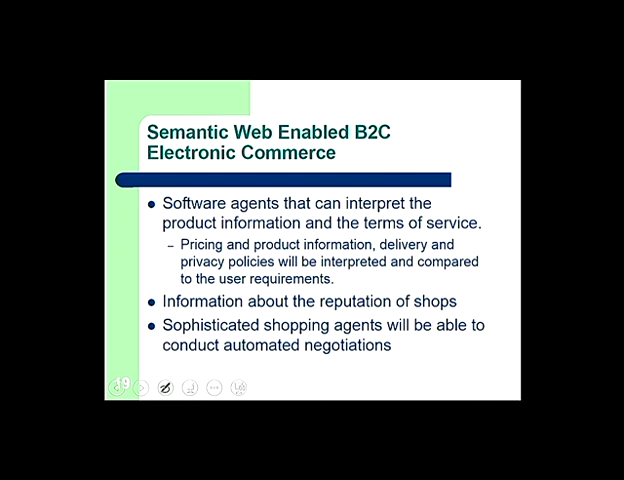 Semantic Web Enabled B2C
Electronic Commerce
● Software agents that can interpret the
product information and the terms of service.
– Pricing and product information, delivery and
privacy policies will be interpreted and compared
to the user requirements.
● Information about the reputation of shops
● Sophisticated shopping agents will be able to
conduct automated negotiations
19